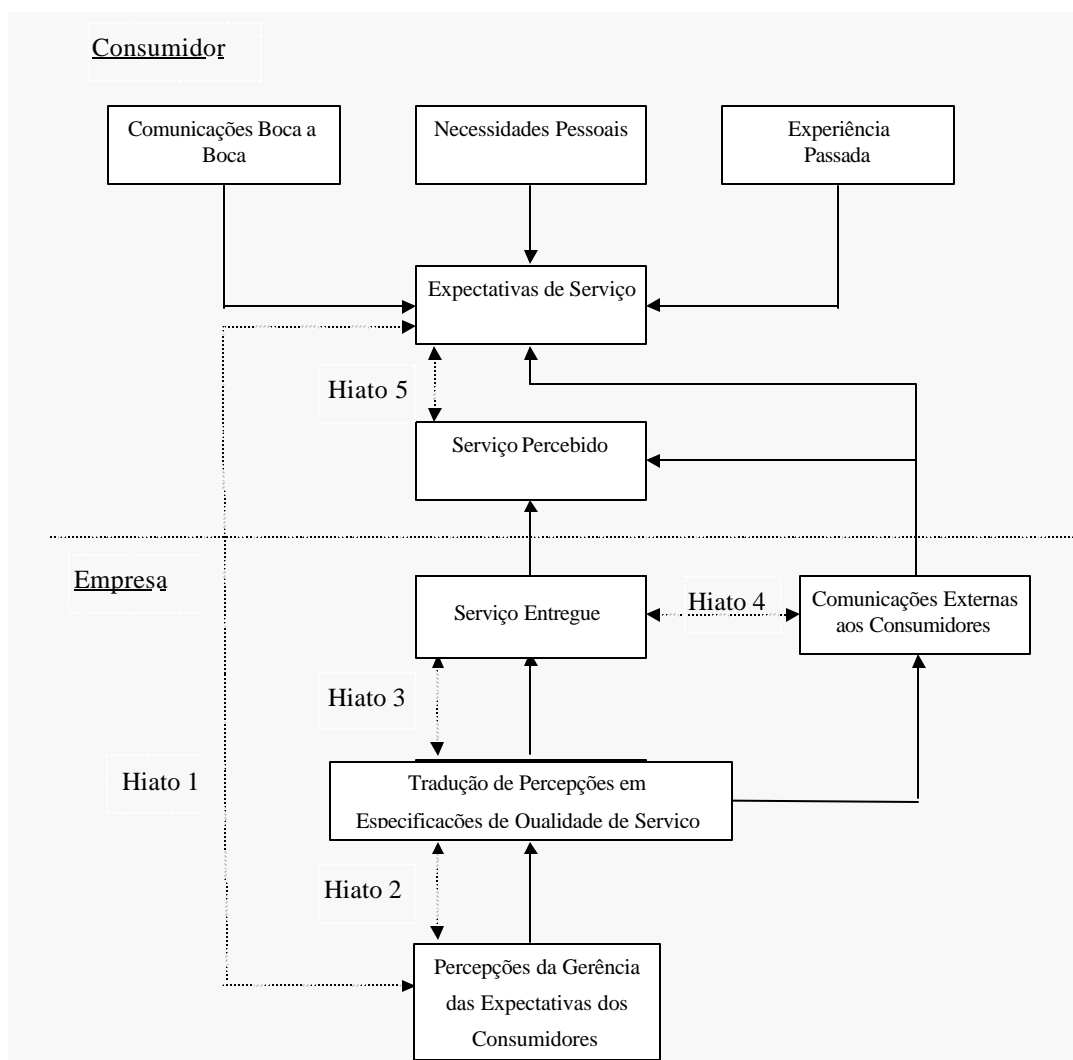 Consumidor
Comunicações Boca a
Boca
Necessidades Pessoais
Experiência
Passada
Expectativas de Serviço
Hiato 5
Serviço Percebido
Empresa
Serviço Entregue
Hiato 4
Comunicações Externas
aos Consumidores
Hiato 3
Hiato 1
Tradução de Percepções em
Especificações de Qualidade de Serviço
Hiato 2
Percepções da Gerência
das Expectativas dos
Consumidores